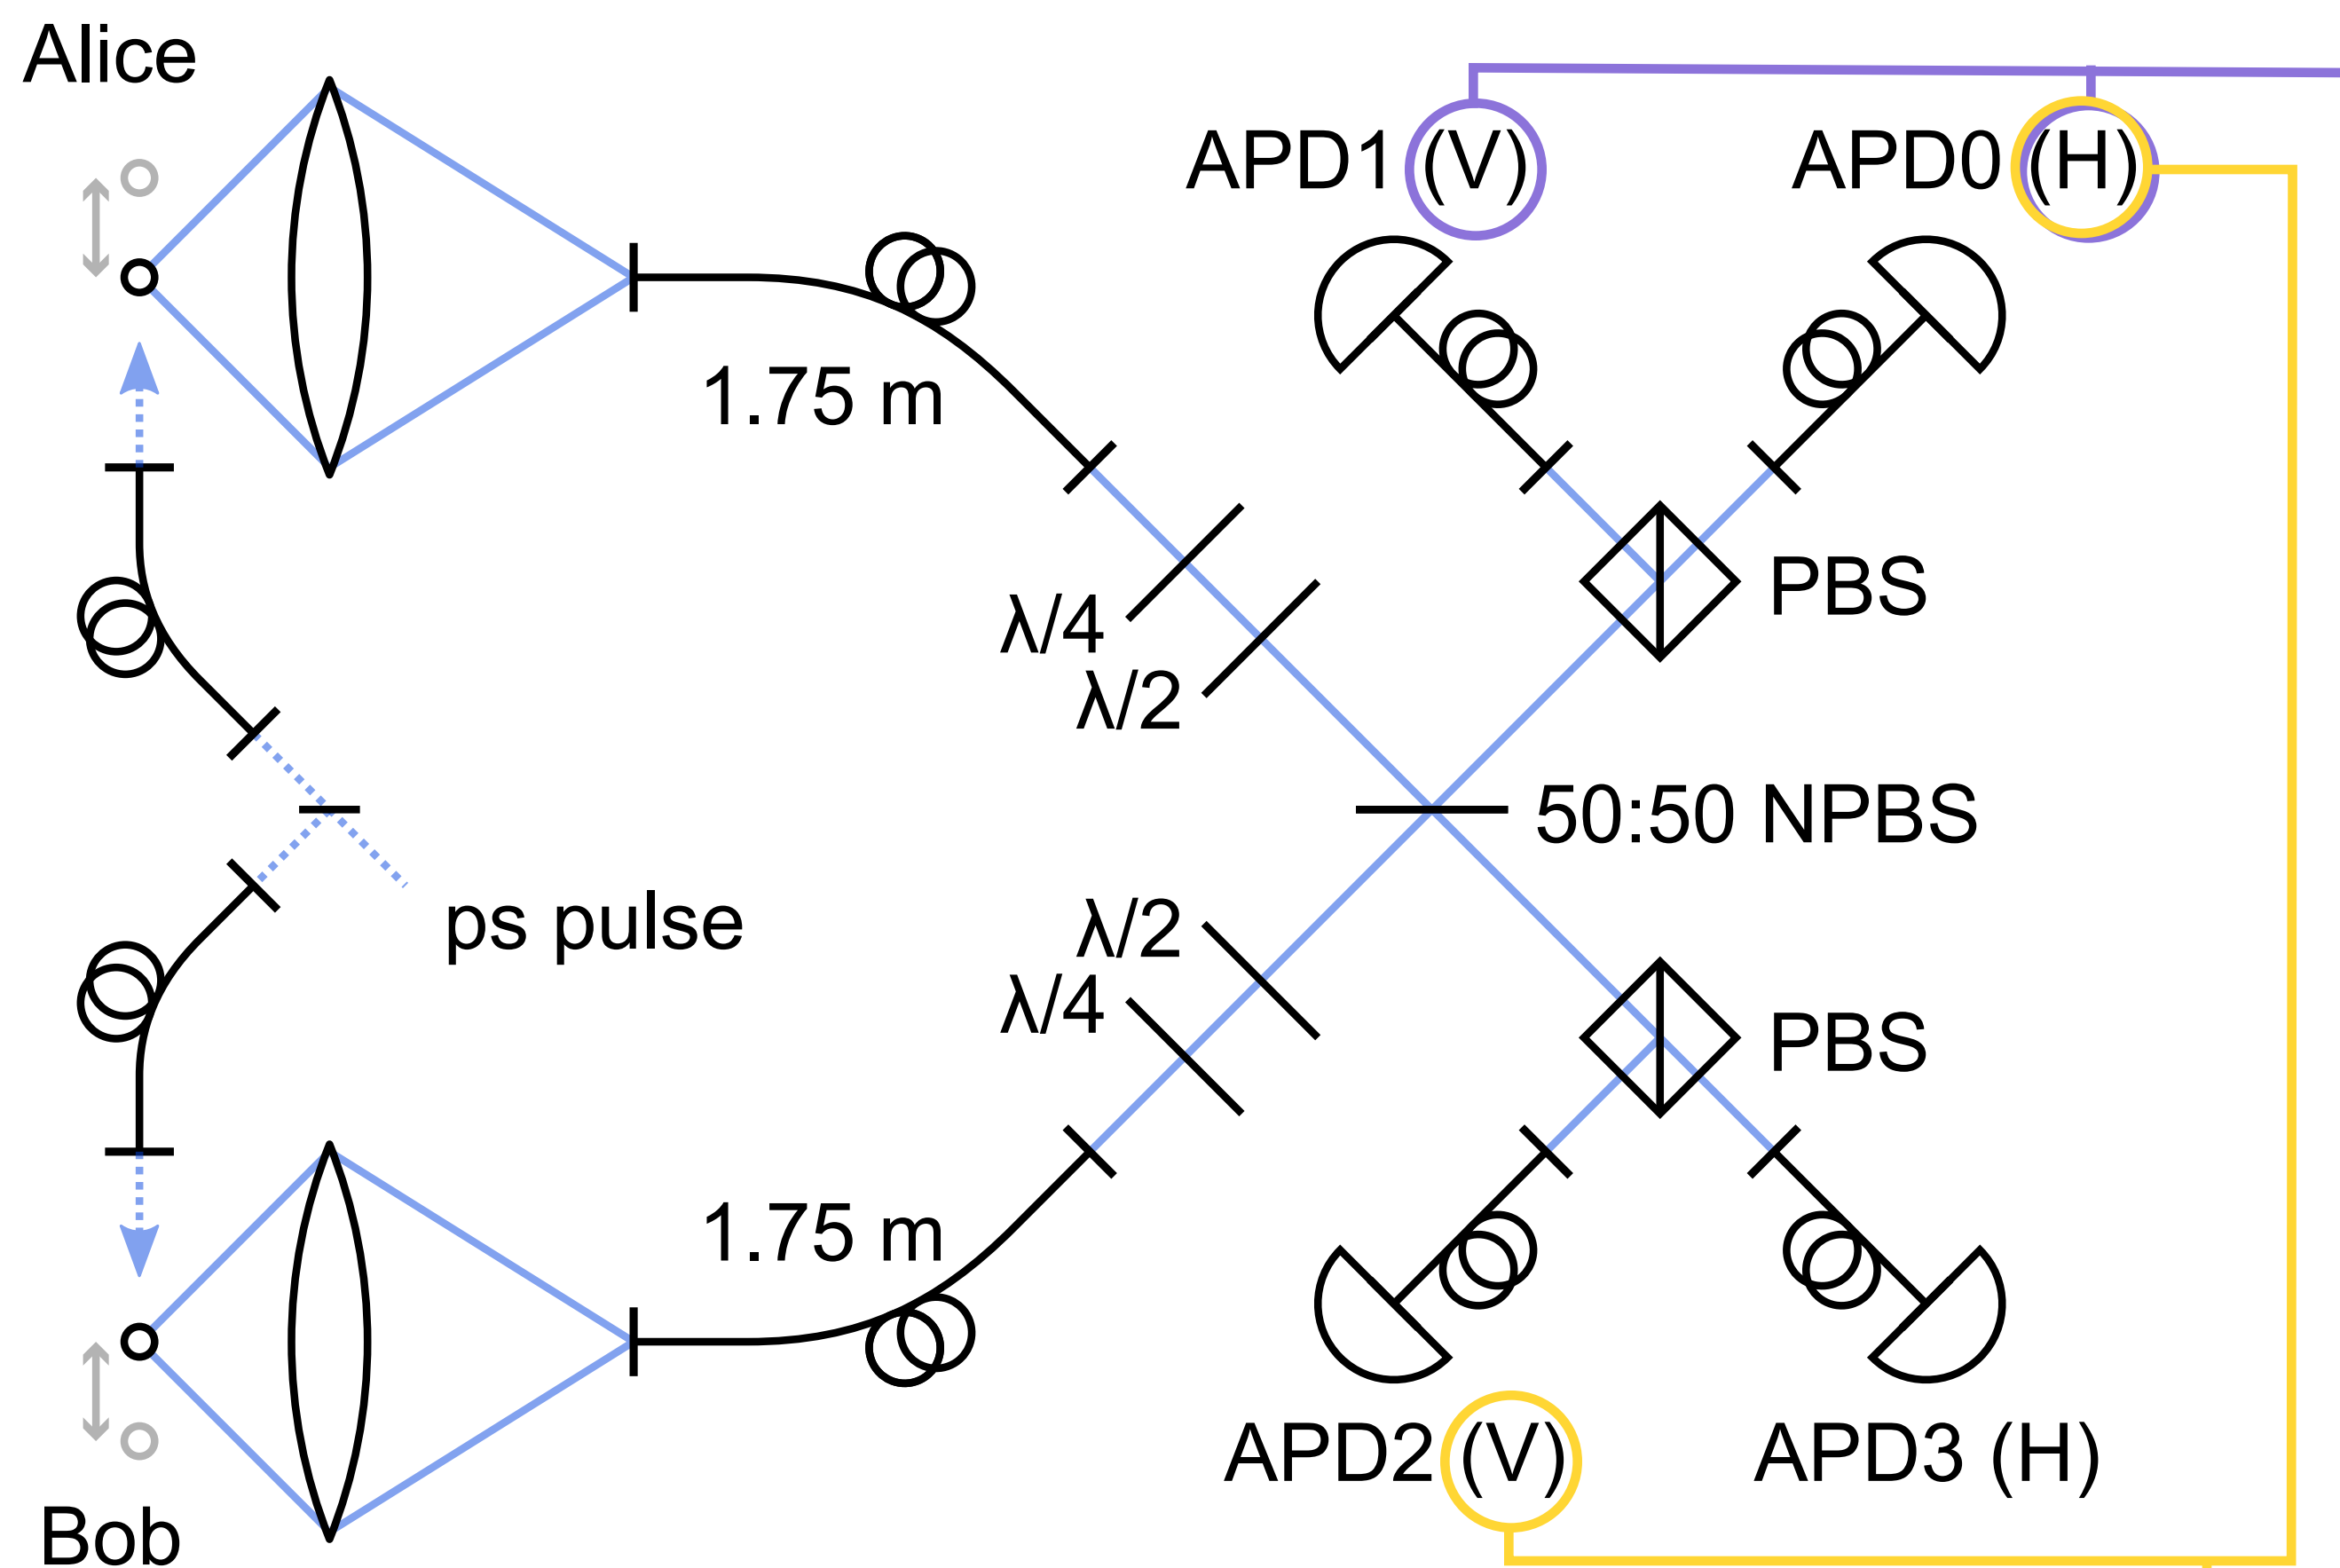 Alice
APD1 (V)
APD0 (H)
1.75 m
λ/4
λ/2
PBS
50:50 NPBS
ps pulse
λ/2
λ/4
PBS
1.75 m
APD2 (V)
APD3 (H)
Bob